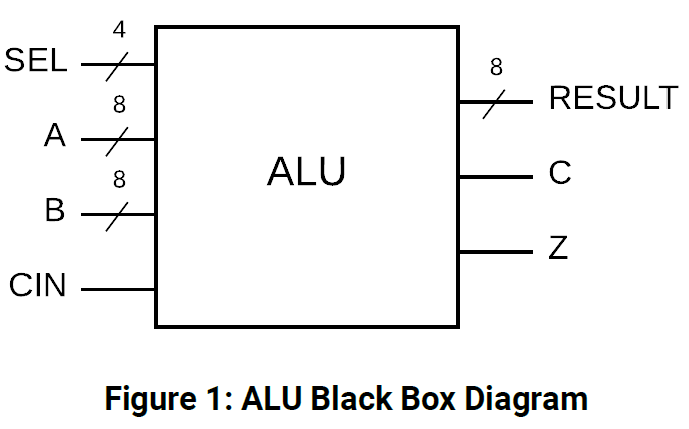 4
SEL
8
A
8
B
CIN
ALU
8
RESULT
C
Z
Figure 1: ALU Black Box Diagram